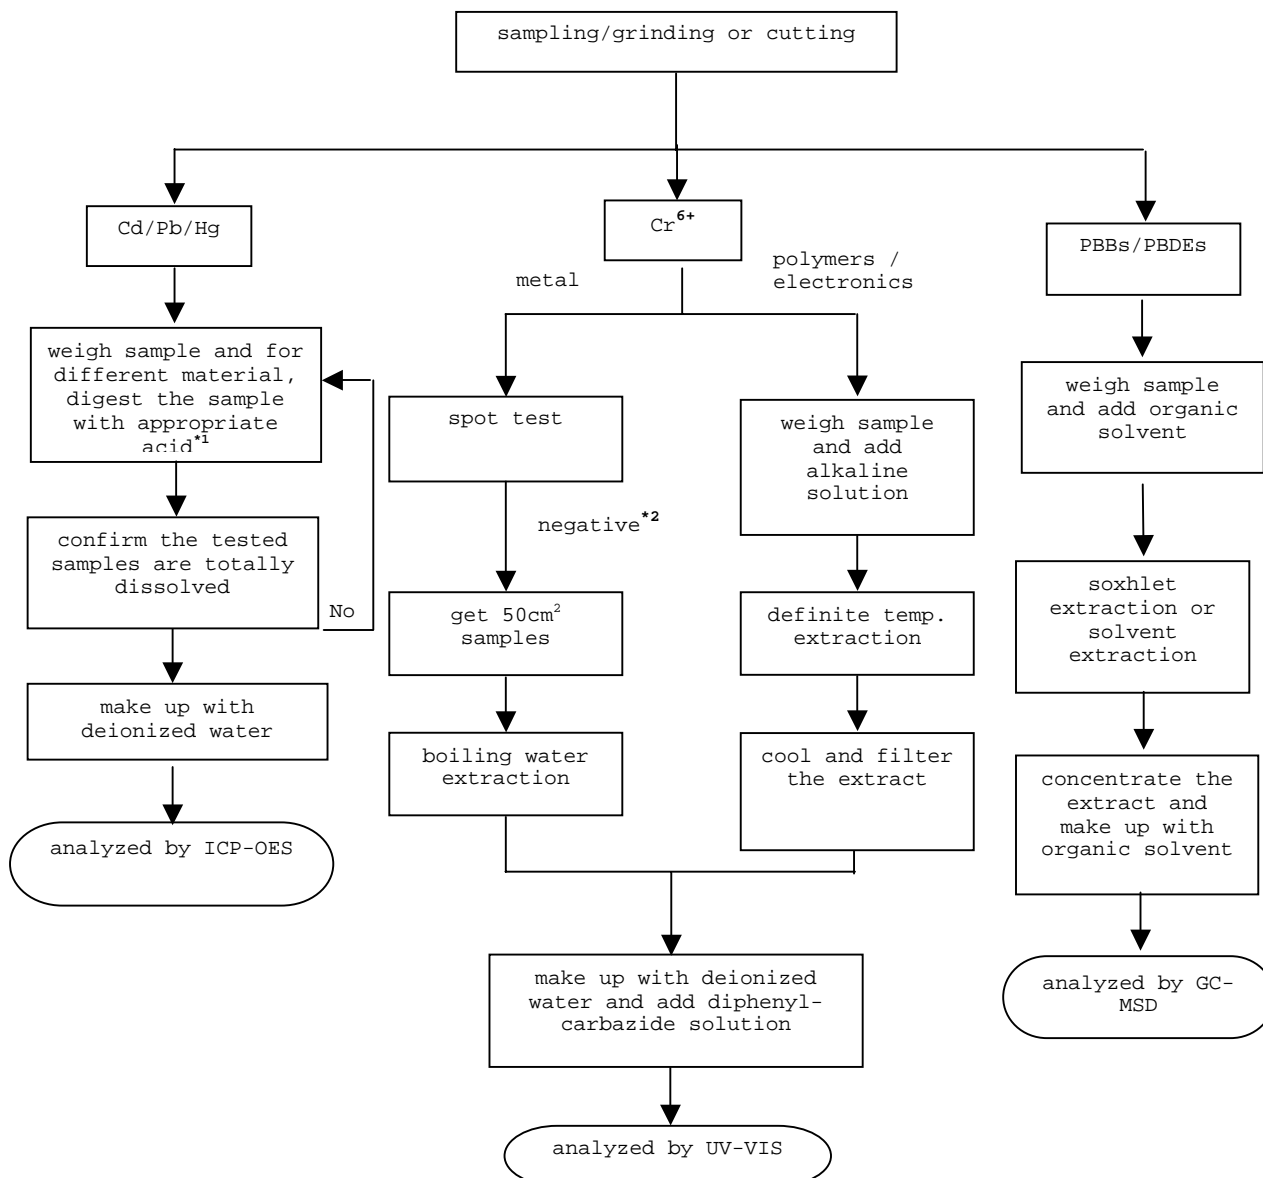 sampling/grinding or cutting
Cd/Pb/Hg
weigh sample and for
different material,
digest the sample
with appropriate
acid*1
confirm the tested
samples are totally
dissolved
No
make up with
deionized water
analyzed by ICP-OES
Cr6+
metal
polymers /
electronics
spot test
negative*2
get 50cm2
samples
boiling water
extraction
weigh sample
and add
alkaline
solution
definite temp.
extraction
cool and filter
the extract
make up with deionized
water and add diphenyl-
carbazide solution
analyzed by UV-VIS
PBBs/PBDEs
weigh sample
and add organic
solvent
soxhlet
extraction or
solvent
extraction
concentrate the
extract and
make up with
organic solvent
analyzed by GC-
MSD